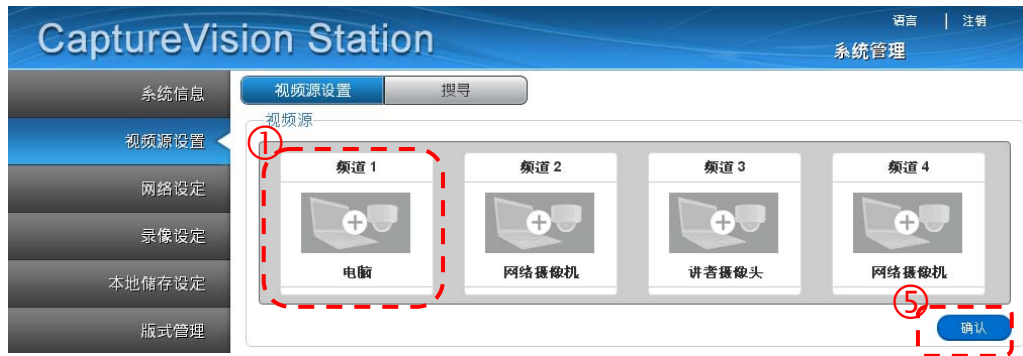 CaptureVision Station
语言 | 注销
系统管理
系统信息
视频源设置
网络设定
录像设定
本地储存设定
版式管理
视频源设置 搜寻
视频源
①
频道 1 频道 2 频道 3 频道 4
电脑 网络摄像机 讲者摄像头 网络摄像机
⑤
确认